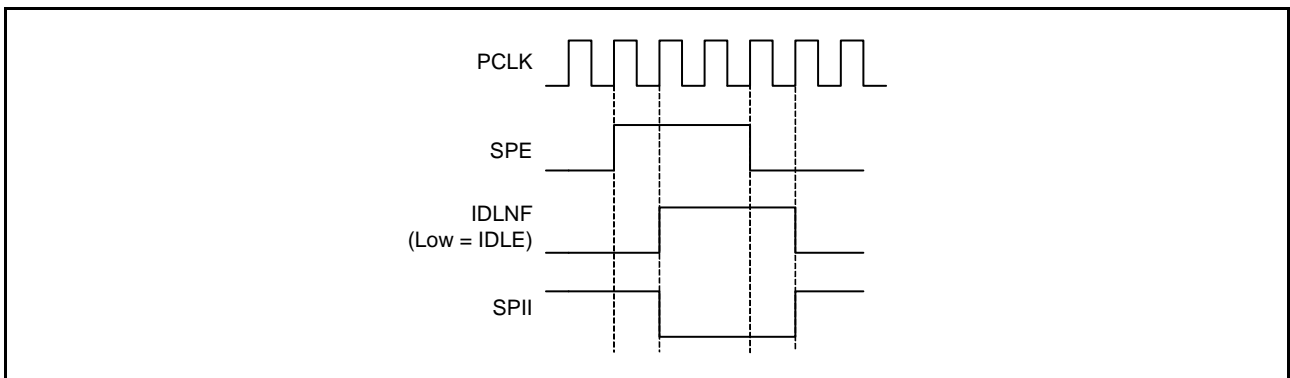 PCLK
SPE
IDLNF
(Low = IDLE)
SPII